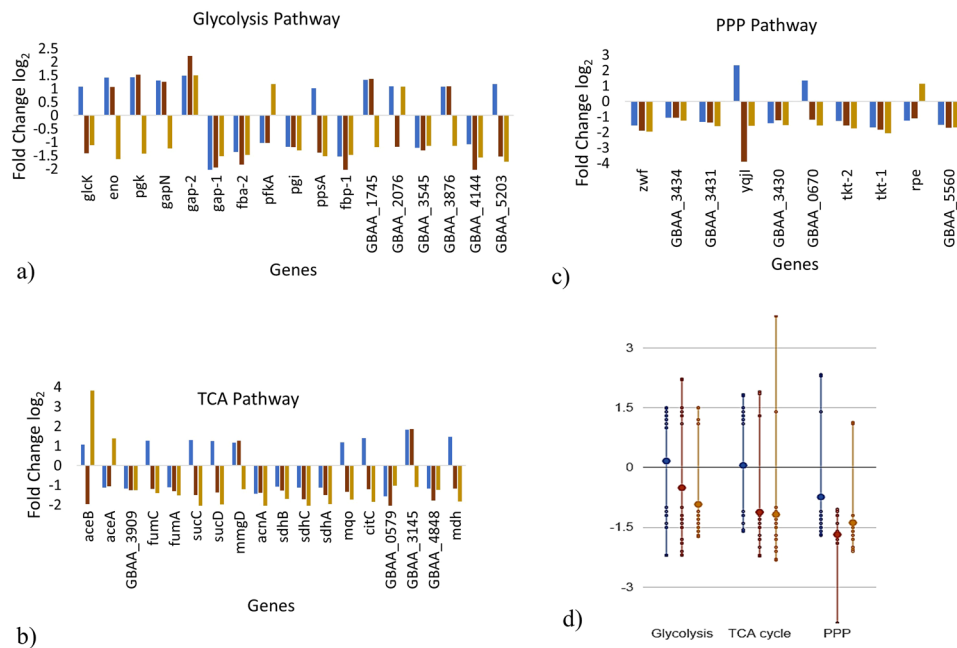 Glycolysis Pathway
Fold Change log2
2.5
2
1.5
1
0.5
-0.5
-1
-1.5
-2
glcK
eno
pgk
gapN
gap-2
gap-1
fba-2
pfkA
pgi
ppsA
fbp-1
GBAA_1745
GBAA_2076
GBAA_3545
GBAA_3876
GBAA_4144
GBAA_5203
Genes
a)
TCA Pathway
Fold Change log2
4
3
2
1
0
-1
-2
aceB
aceA
GBAA_3909
fumC
fumA
sucC
sucD
mmgD
acnA
sdhB
sdhC
sdhA
mqo
citC
GBAA_0579
GBAA_3145
GBAA_4848
mdh
Genes
b)
PPP Pathway
Fold Change log2
3
2
1
0
-1
-2
-3
-4
zwf
GBAA_3434
GBAA_3431
yqjI
GBAA_3430
GBAA_0670
tkt-2
tkt-1
rpe
GBAA_5560
Genes
c)
3
1.5
0
-1.5
-3
Glycolysis
TCA cycle
PPP
d)